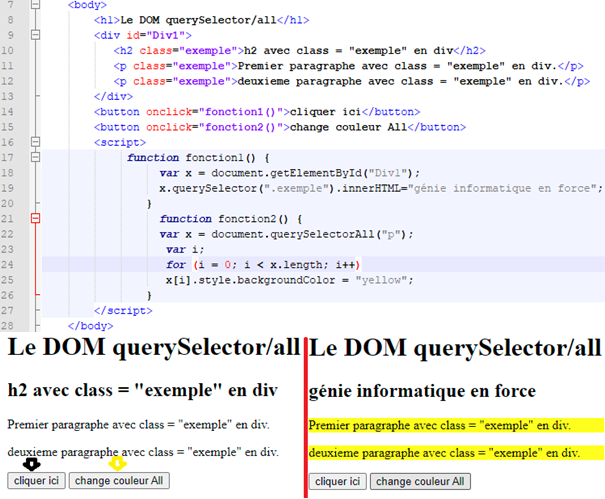 7 <body>
8 <h1>Le DOM querySelector/all</h1>
9 <div id="Div1">
10 <h2 class="exemple">h2 avec class = "exemple" en div</h2>
11 <p class="exemple">Premier paragraphe avec class = "exemple" en div.</p>
12 <p class="exemple">deuxieme paragraphe avec class = "exemple" en div.</p>
13 </div>
14 <button onclick="fonction1()">cliquer ici</button>
15 <button onclick="fonction2()">change couleur All</button>
16 <script>
17 function fonction1() {
18 var x = document.getElementById("Div1");
19 x.querySelector(".exemple").innerHTML="génie informatique en force";
20 }
21 function fonction2() {
22 var x = document.querySelectorAll("p");
23 var i;
24 for (i = 0; i < x.length; i++)
25 x[i].style.backgroundColor = "yellow";
26 }
27 </script>
28 </body>
Le DOM querySelector/all
h2 avec class = "exemple" en div
Premier paragraphe avec class = "exemple" en div.
deuxieme paragraphe avec class = "exemple" en div.
cliquer ici change couleur All
Le DOM querySelector/all
génie informatique en force
Premier paragraphe avec class = "exemple" en div.
deuxieme paragraphe avec class = "exemple" en div.
cliquer ici change couleur All